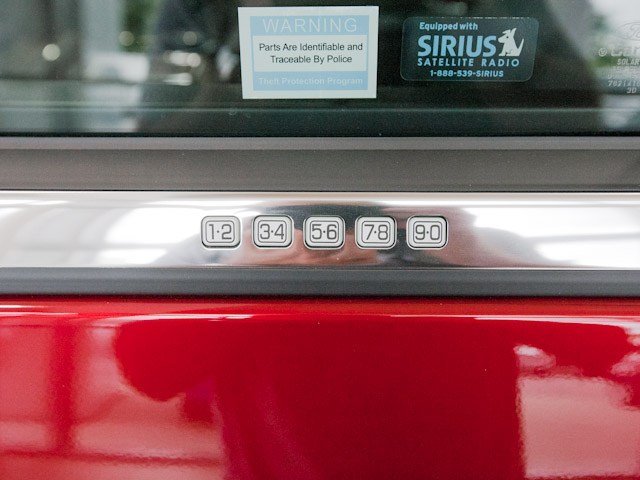 WARNING
Parts Are Identifiable and
Traceable By Police
Theft Protection Program
Equipped with
SIRIUS
SATELLITE RADIO
1-888-539-SIRIUS
SOLAR
1·2 3·4 5·6 7·8 9·0